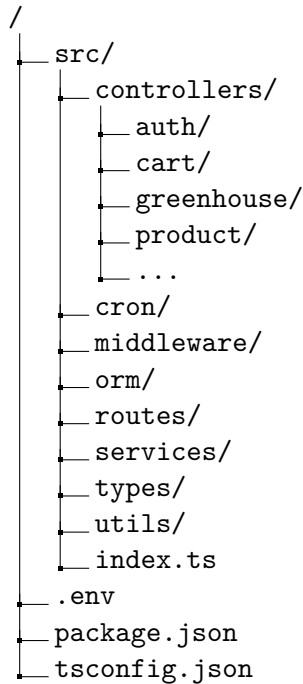 /
src/
controllers/
auth/
cart/
greenhouse/
product/
...
cron/
middleware/
orm/
routes/
services/
types/
utils/
index.ts
.env
package.json
tsconfig.json